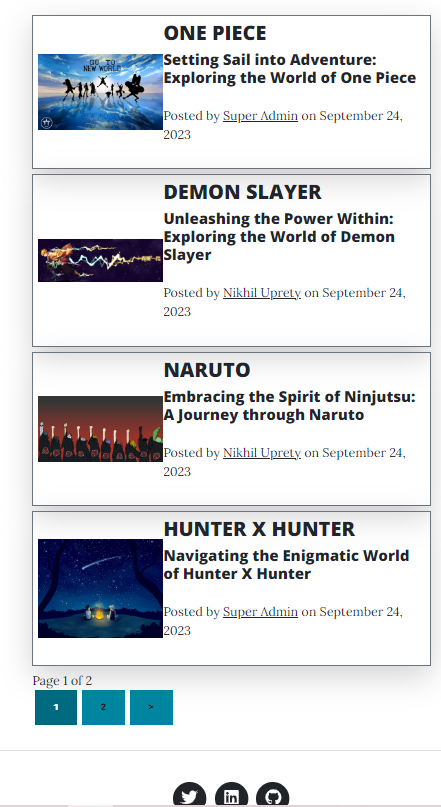 ONE PIECE
GO TO
NEW WORLD
Setting Sail into Adventure:
Exploring the World of One Piece
Posted by Super Admin on September 24,
2023
DEMON SLAYER
Unleashing the Power Within:
Exploring the World of Demon
Slayer
Posted by Nikhil Uprety on September 24,
2023
NARUTO
Embracing the Spirit of Ninjutsu:
A Journey through Naruto
Posted by Nikhil Uprety on September 24,
2023
HUNTER X HUNTER
Navigating the Enigmatic World
of Hunter X Hunter
Posted by Super Admin on September 24,
2023
Page 1 of 2
1 2 >